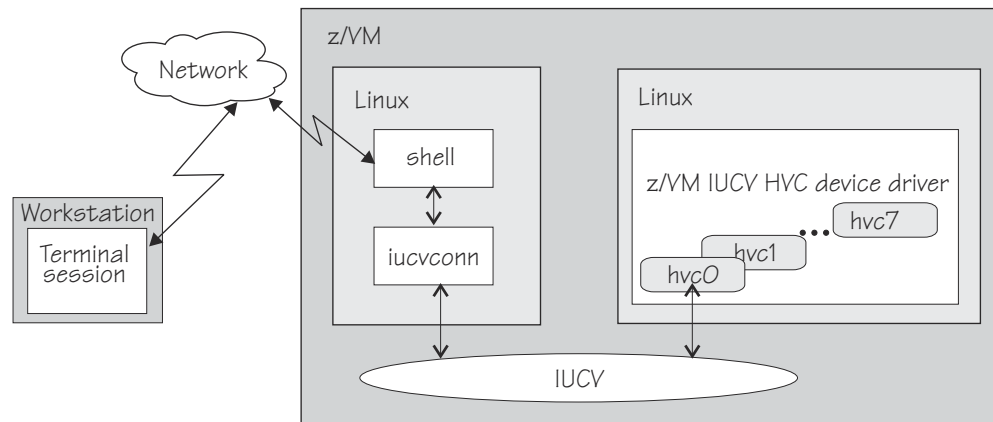 z/VM
Network
Linux
Linux
shell
z/VM IUCV HVC device driver
hvc7
Workstation
Terminal
session
iucvconn
hvc1
hvc0
IUCV